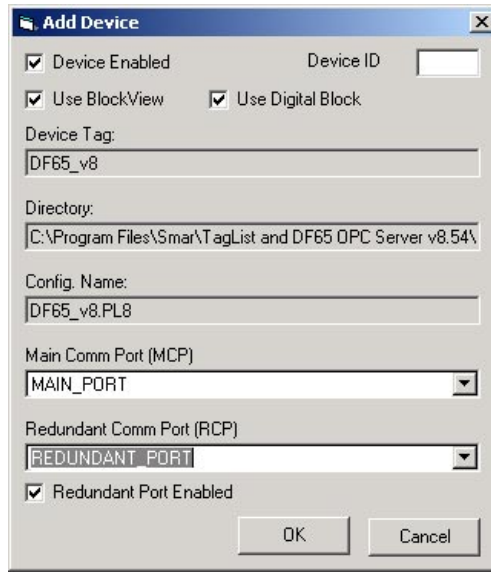 Add Device
Device Enabled Device ID
Use BlockView Use Digital Block
Device Tag:
DF65_v8
Directory:
C:\Program Files\Smar\TagList and DF65 OPC Server v8.54\
Config. Name:
DF65_v8.PL8
Main Comm Port (MCP)
MAIN_PORT
Redundant Comm Port (RCP)
REDUNDANT_PORT
Redundant Port Enabled
OK Cancel